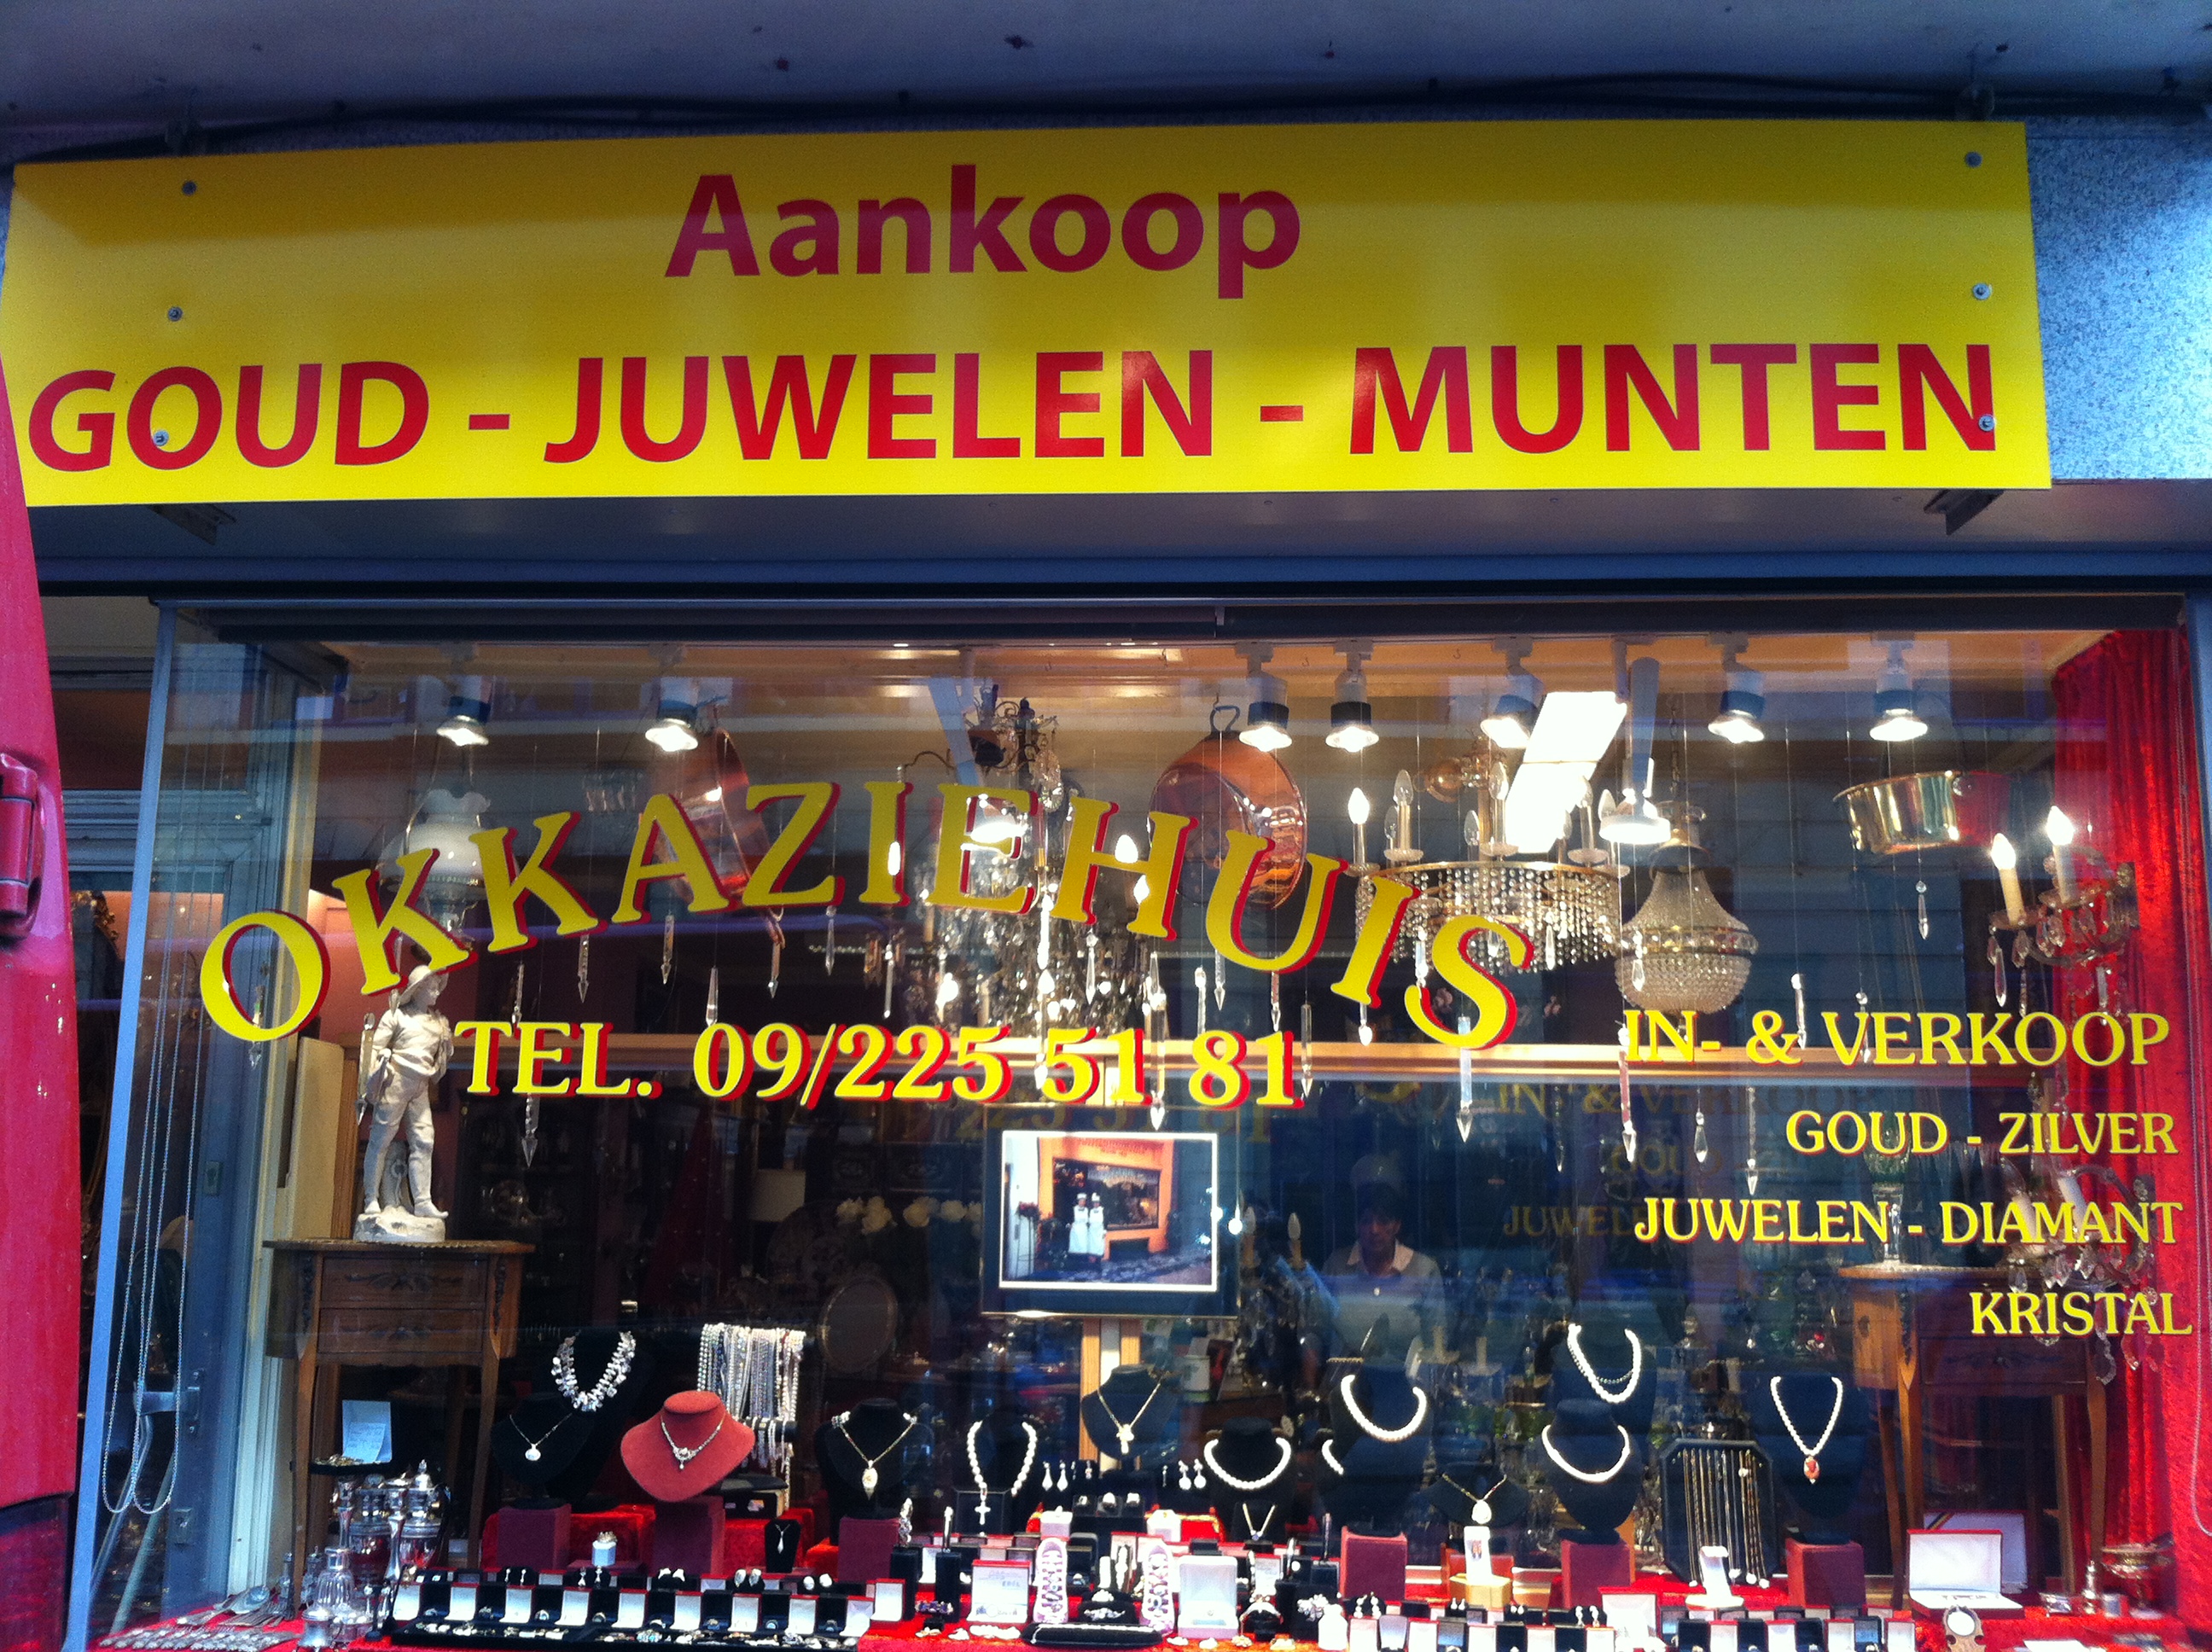 Aankoop
GOUD - JUWELEN - MUNTEN
OKKAZIEHUIS
TEL. 09/225 51 81
IN- & VERKOOP
GOUD - ZILVER
JUWELEN - DIAMANT
KRISTAL